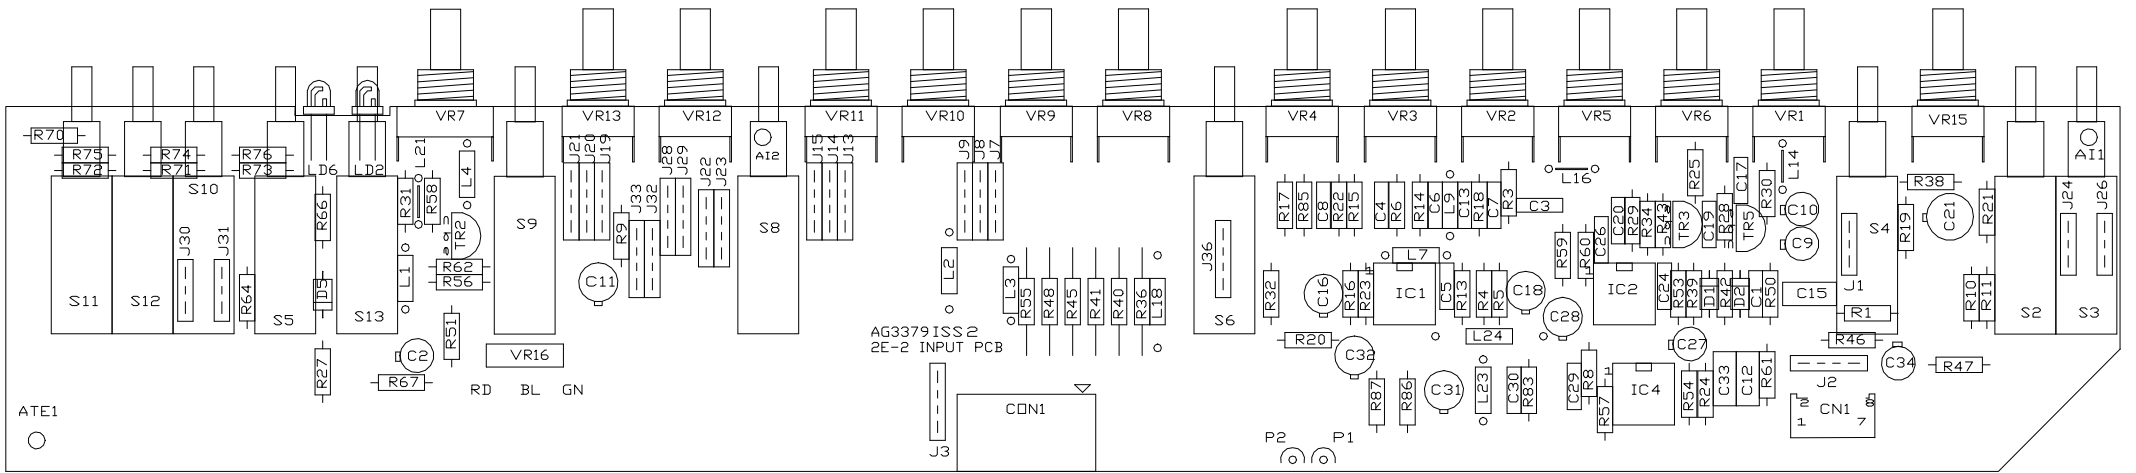 VR7
VR13
VR12
VR11
VR10
VR9
VR8
VR4
VR3
VR2
VR5
VR6
VR1
VR15
R70
R75
R72
R74
R71
R76
R73
LD6
LD2
L21
L4
J21
J20
J19
J28
J29
J22
J23
AI2
J15
J14
J13
J9
J8
J7
L16
R25
C17
R30
L14
AI1
S10
R66
R31
R58
TR2
S9
R9
J33
J32
S8
J36
R17
R85
C8
R22
R15
C4
R6
R14
C6
L9
C13
R18
C7
R3
C3
C20
R29
R34
R43
TR3
C19
R28
TR5
C10
C9
S4
R38
R19
C21
R21
J24
J26
J30
J31
S11
S12
R64
S5
D5
S13
L1
R62
R56
C11
L2
L3
R55
R48
R45
R41
R40
R36
L18
S6
R32
C16
R16
R23
1
IC1
L7
C5
R13
R4
R5
C18
R59
R60
C26
1
IC2
C24
R53
R39
D1
R42
D2
C1
R50
C15
J1
R1
R10
R11
S2
S3
R27
C2
R51
R67
VR16
RD BL GN
AG3379ISS2
2E-2 INPUT PCB
R20
C32
L24
C28
C27
R46
C34
R47
J2
ATE1
J3
CON1
R87
R86
C31
L23
C30
R83
C29
R8
R57
1
IC4
R54
R24
C33
C12
R61
2
8
CN1
1
7
P2
P1